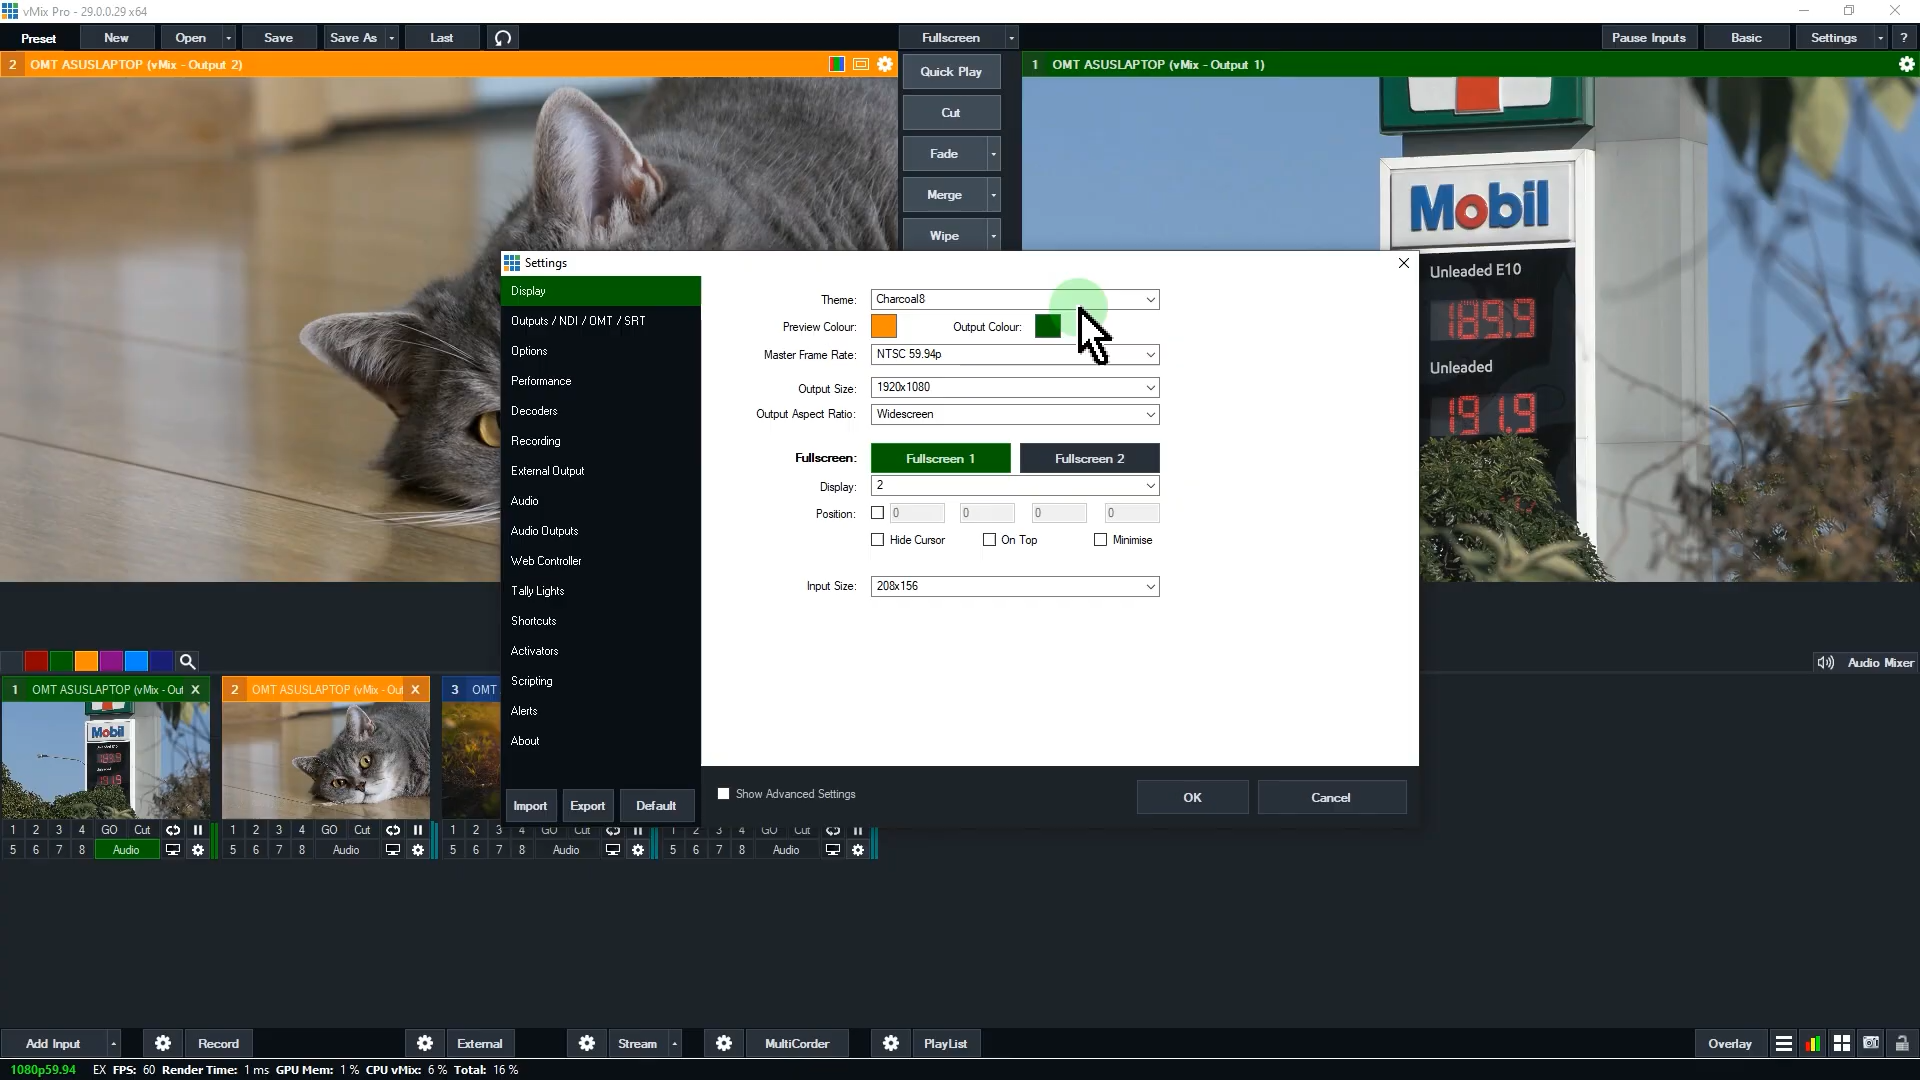 vMix Pro - 29.0.0.29 x64
Preset New Open Save Save As Last Fullscreen Pause Inputs Basic Settings ?
2 OMT ASUSLAPTOP (vMix - Output 2)
1 OMT ASUSLAPTOP (vMix - Output 1)
Quick Play
Cut
Fade
Merge
Wipe
Mobil
Unleaded E10
189.9
Unleaded
191.9
Settings
Display
Outputs / NDI / OMT / SRT
Options
Performance
Decoders
Recording
External Output
Audio
Audio Outputs
Web Controller
Tally Lights
Shortcuts
Activators
Scripting
Alerts
About
Import Export Default
Theme: Charcoal8
Preview Colour: Output Colour:
Master Frame Rate: NTSC 59.94p
Output Size: 1920x1080
Output Aspect Ratio: Widescreen
Fullscreen: Fullscreen 1 Fullscreen 2
Display: 2
Position: 0 0 0 0
Hide Cursor On Top Minimise
Input Size: 208x156
Show Advanced Settings OK Cancel
Audio Mixer
1 OMT ASUSLAPTOP (vMix - Out X
2 OMT ASUSLAPTOP (vMix - Out X
3 OMT
Mobil
189.9
191.9
1 2 3 4 GO Cut 1 2 3 4 GO Cut 1 2 3 4 GO Cut 1 2 3 4 GO Cut
5 6 7 8 Audio 5 6 7 8 Audio 5 6 7 8 Audio 5 6 7 8 Audio
Add Input Record External Stream MultiCorder PlayList Overlay
1080p59.94 EX FPS: 60 Render Time: 1 ms GPU Mem: 1 % CPU vMix: 6 % Total: 16 %